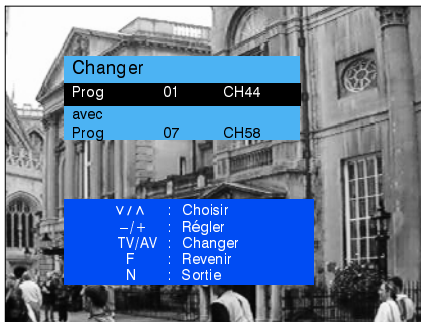 Changer
Prog 01 CH44
avec
Prog 07 CH58
∨/∧ : Choisir
–/+ : Régler
TV/AV : Changer
F : Revenir
N : Sortie